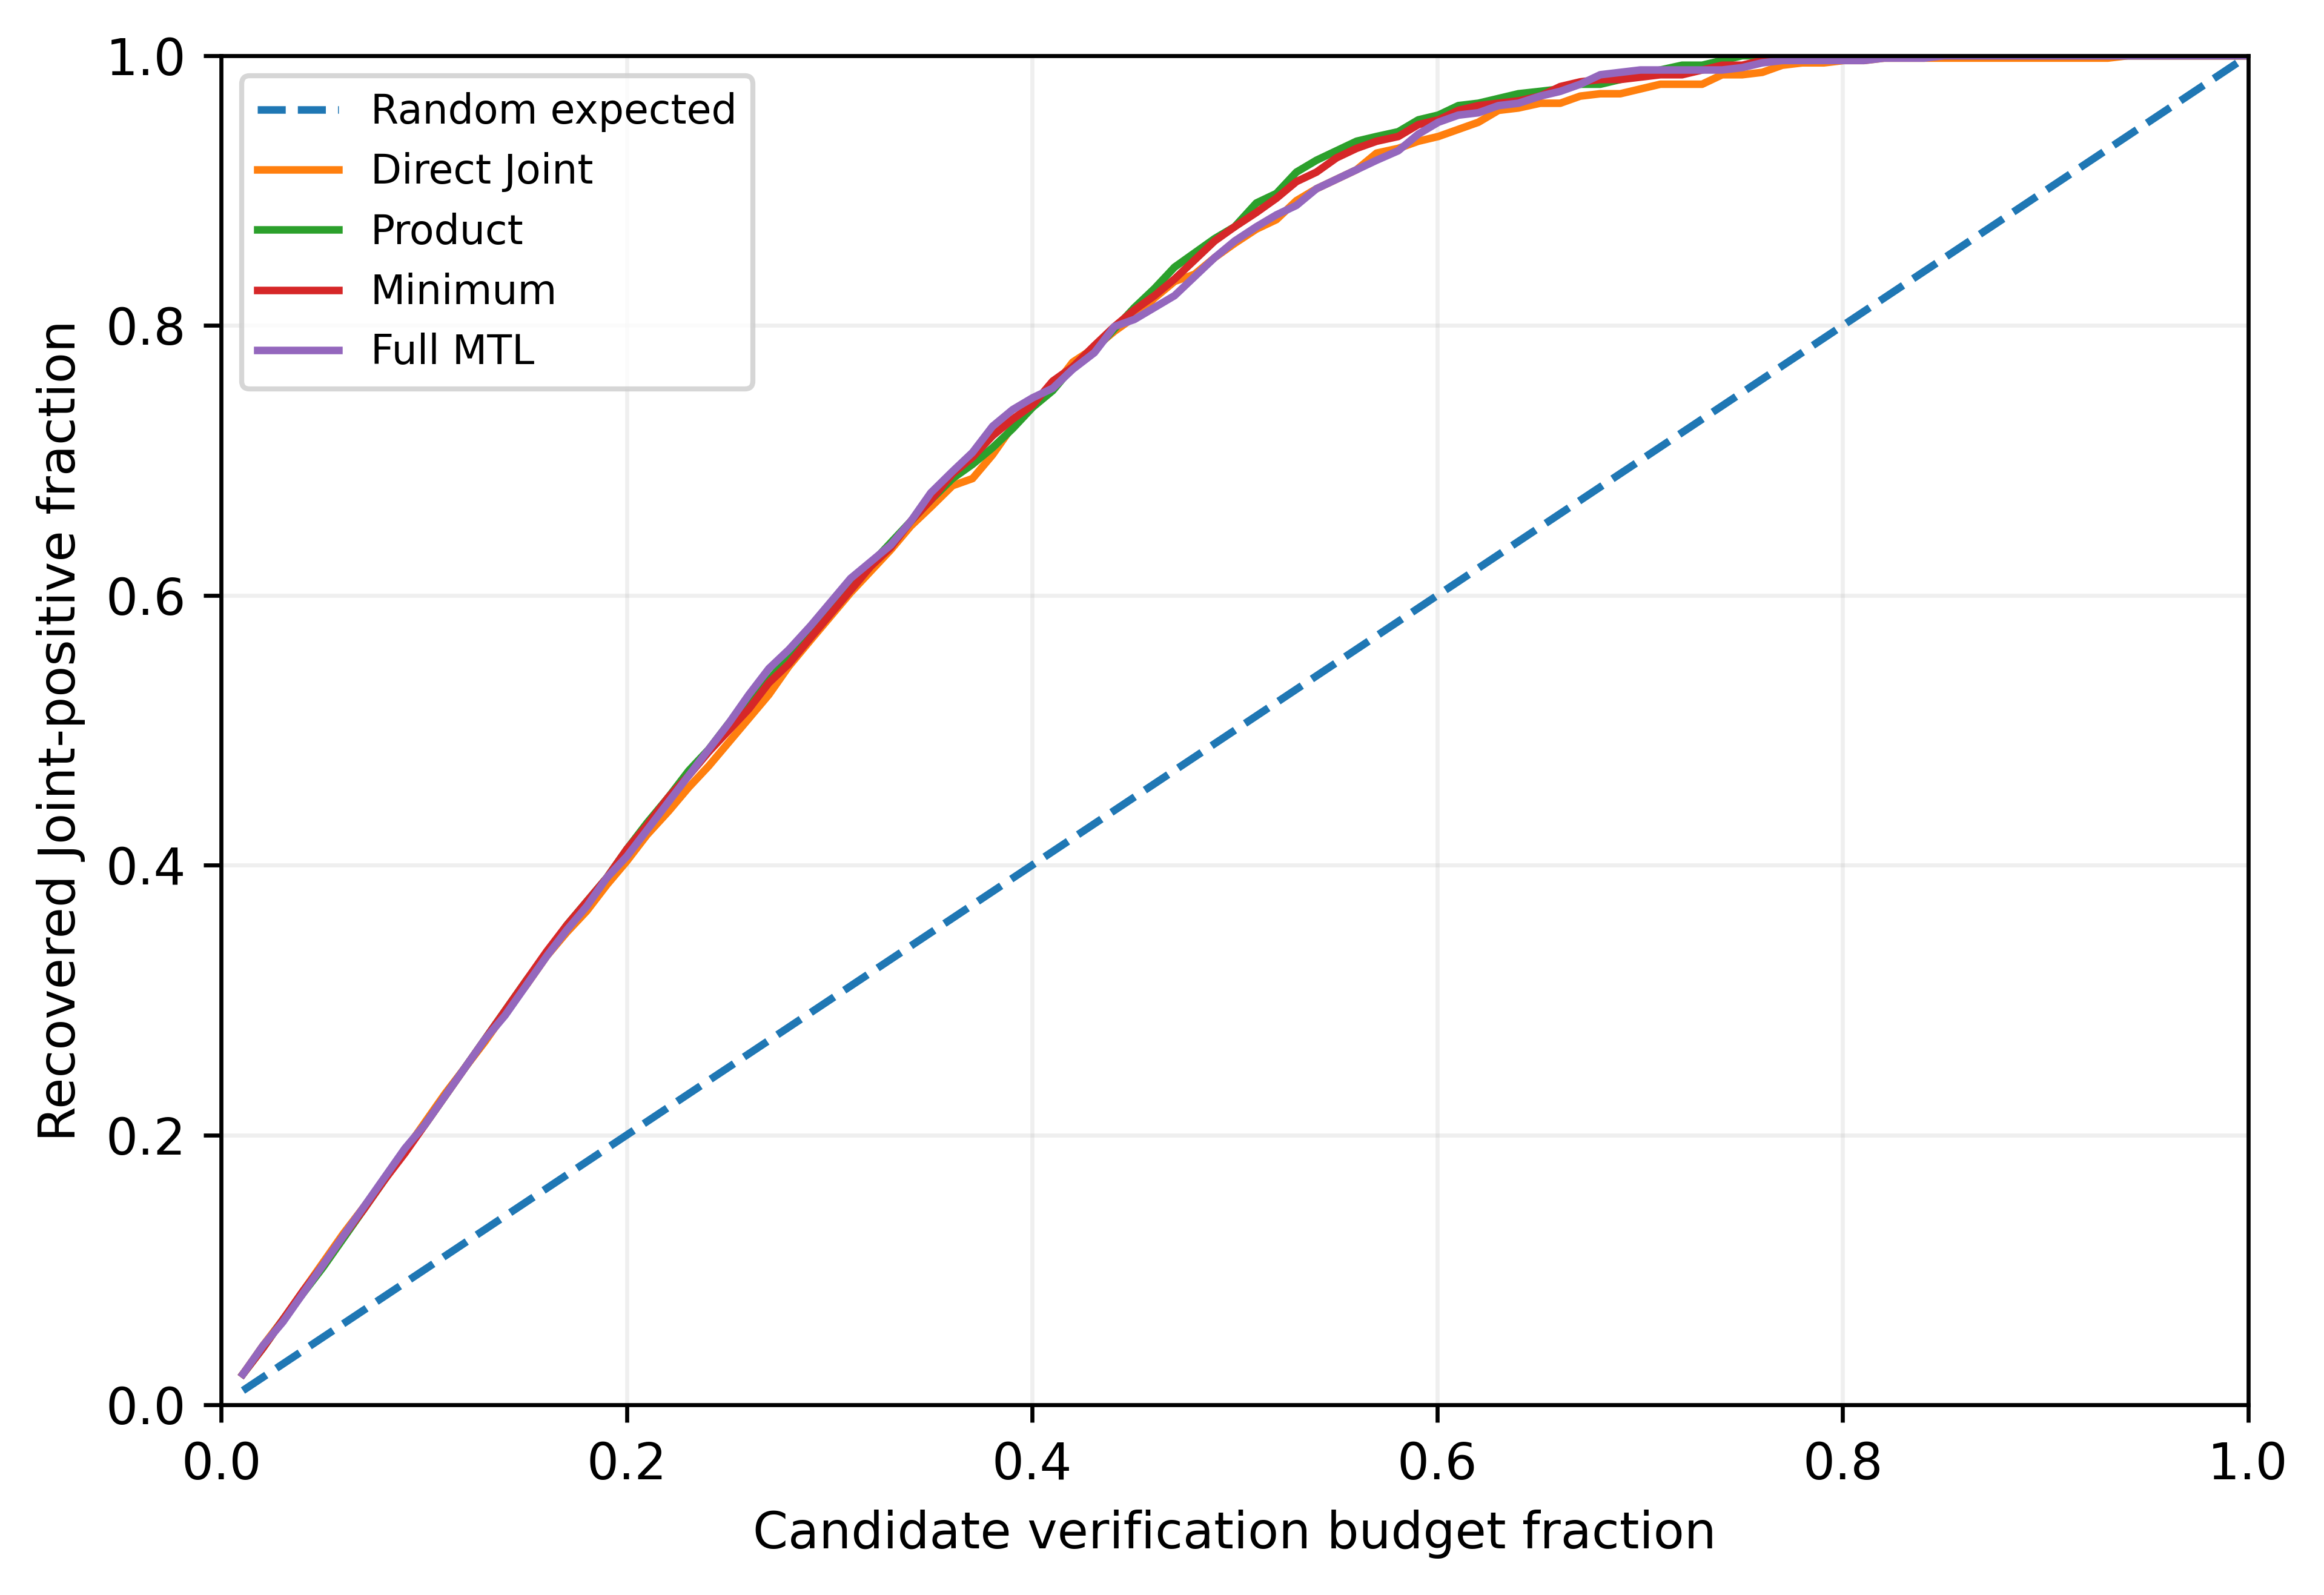 Random expected
Direct Joint
Product
Minimum
Full MTL
Recovered Joint-positive fraction
1.0
0.8
0.6
0.4
0.2
0.0
0.0 0.2 0.4 0.6 0.8 1.0
Candidate verification budget fraction